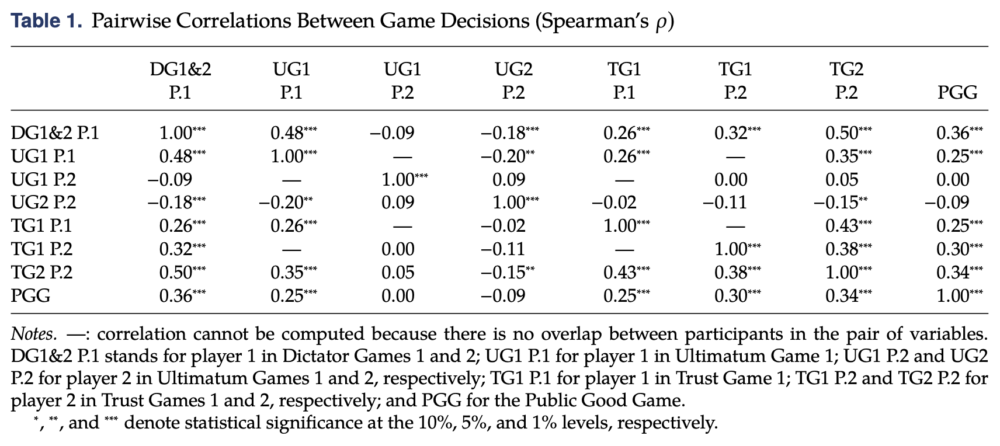 Table 1. Pairwise Correlations Between Game Decisions (Spearman's ρ)
DG1&2 UG1 UG1 UG2 TG1 TG1 TG2
P.1 P.1 P.2 P.2 P.1 P.2 P.2 PGG
DG1&2 P.1 1.00*** 0.48*** −0.09 −0.18*** 0.26*** 0.32*** 0.50*** 0.36***
UG1 P.1 0.48*** 1.00*** — −0.20** 0.26*** — 0.35*** 0.25***
UG1 P.2 −0.09 — 1.00*** 0.09 — 0.00 0.05 0.00
UG2 P.2 −0.18*** −0.20** 0.09 1.00*** −0.02 −0.11 −0.15** −0.09
TG1 P.1 0.26*** 0.26*** — −0.02 1.00*** — 0.43*** 0.25***
TG1 P.2 0.32*** — 0.00 −0.11 — 1.00*** 0.38*** 0.30***
TG2 P.2 0.50*** 0.35*** 0.05 −0.15** 0.43*** 0.38*** 1.00*** 0.34***
PGG 0.36*** 0.25*** 0.00 −0.09 0.25*** 0.30*** 0.34*** 1.00***
Notes. —: correlation cannot be computed because there is no overlap between participants in the pair of variables.
DG1&2 P.1 stands for player 1 in Dictator Games 1 and 2; UG1 P.1 for player 1 in Ultimatum Game 1; UG1 P.2 and UG2
P.2 for player 2 in Ultimatum Games 1 and 2, respectively; TG1 P.1 for player 1 in Trust Game 1; TG1 P.2 and TG2 P.2 for
player 2 in Trust Games 1 and 2, respectively; and PGG for the Public Good Game.
*, **, and *** denote statistical significance at the 10%, 5%, and 1% levels, respectively.